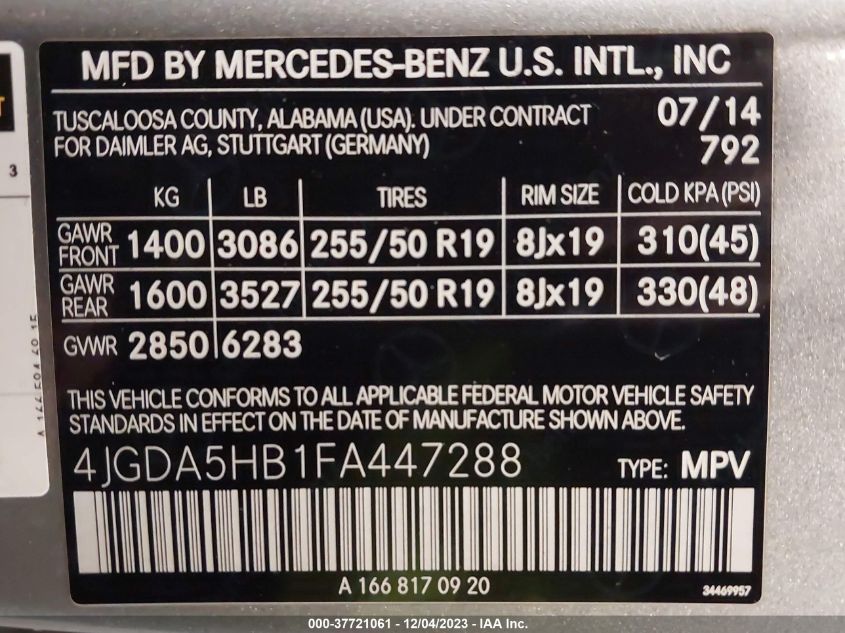 MFD BY MERCEDES-BENZ U.S. INTL., INC
TUSCALOOSA COUNTY, ALABAMA (USA). UNDER CONTRACT 07/14
FOR DAIMLER AG, STUTTGART (GERMANY) 792
KG LB TIRES RIM SIZE COLD KPA (PSI)
GAWR FRONT 1400 3086 255/50 R19 8Jx19 310(45)
GAWR REAR 1600 3527 255/50 R19 8Jx19 330(48)
GVWR 2850 6283
THIS VEHICLE CONFORMS TO ALL APPLICABLE FEDERAL MOTOR VEHICLE SAFETY
STANDARDS IN EFFECT ON THE DATE OF MANUFACTURE SHOWN ABOVE.
4JGDA5HB1FA447288 TYPE: MPV
A 166 817 09 20
34469957
3
000-37721061 - 12/04/2023 - IAA Inc.